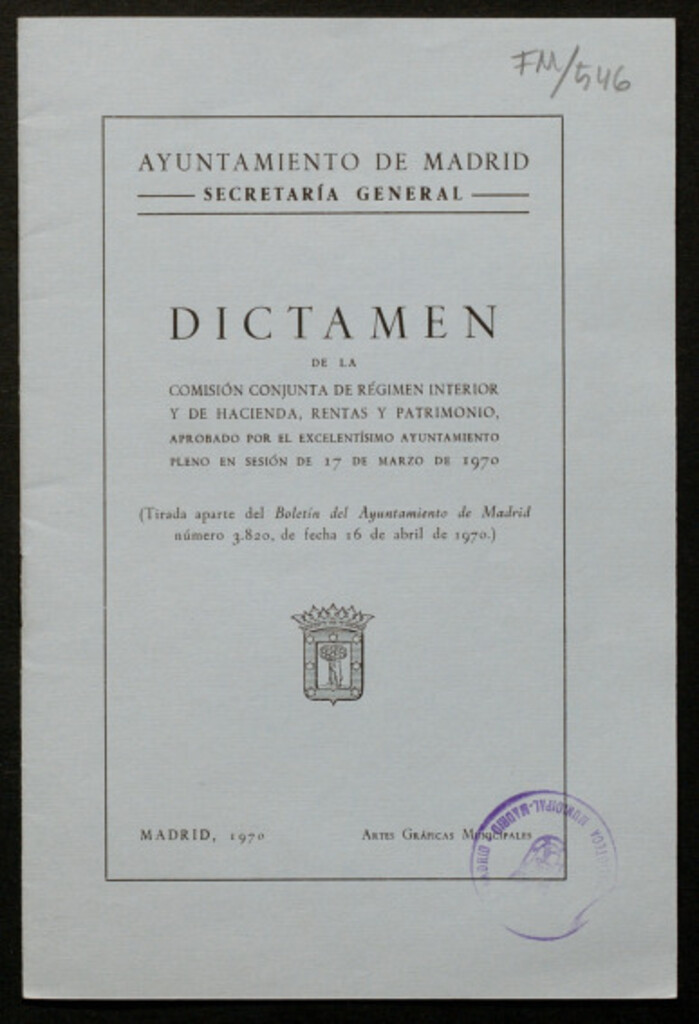 FM/546
AYUNTAMIENTO DE MADRID
SECRETARÍA GENERAL
DICTAMEN
DE LA
COMISIÓN CONJUNTA DE RÉGIMEN INTERIOR
Y DE HACIENDA, RENTAS Y PATRIMONIO,
APROBADO POR EL EXCELENTÍSIMO AYUNTAMIENTO
PLENO EN SESIÓN DE 17 DE MARZO DE 1970
(Tirada aparte del Boletín del Ayuntamiento de Madrid
número 3.820, de fecha 16 de abril de 1970.)
MADRID, 1970
ARTES GRÁFICAS MUNICIPALES
MUNICIPAL-MADRID